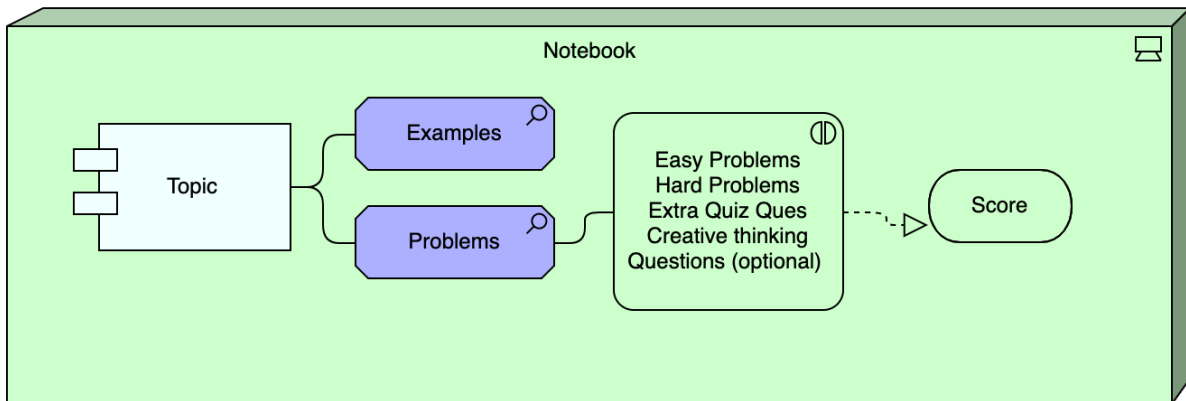 Notebook
Topic
Examples
Problems
Easy Problems
Hard Problems
Extra Quiz Ques
Creative thinking
Questions (optional)
Score